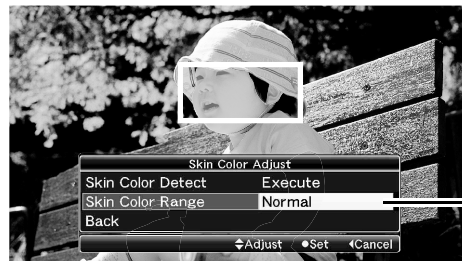 Skin Color Adjust
Skin Color Detect Execute
Skin Color Range Normal
Back
Adjust Set Cancel